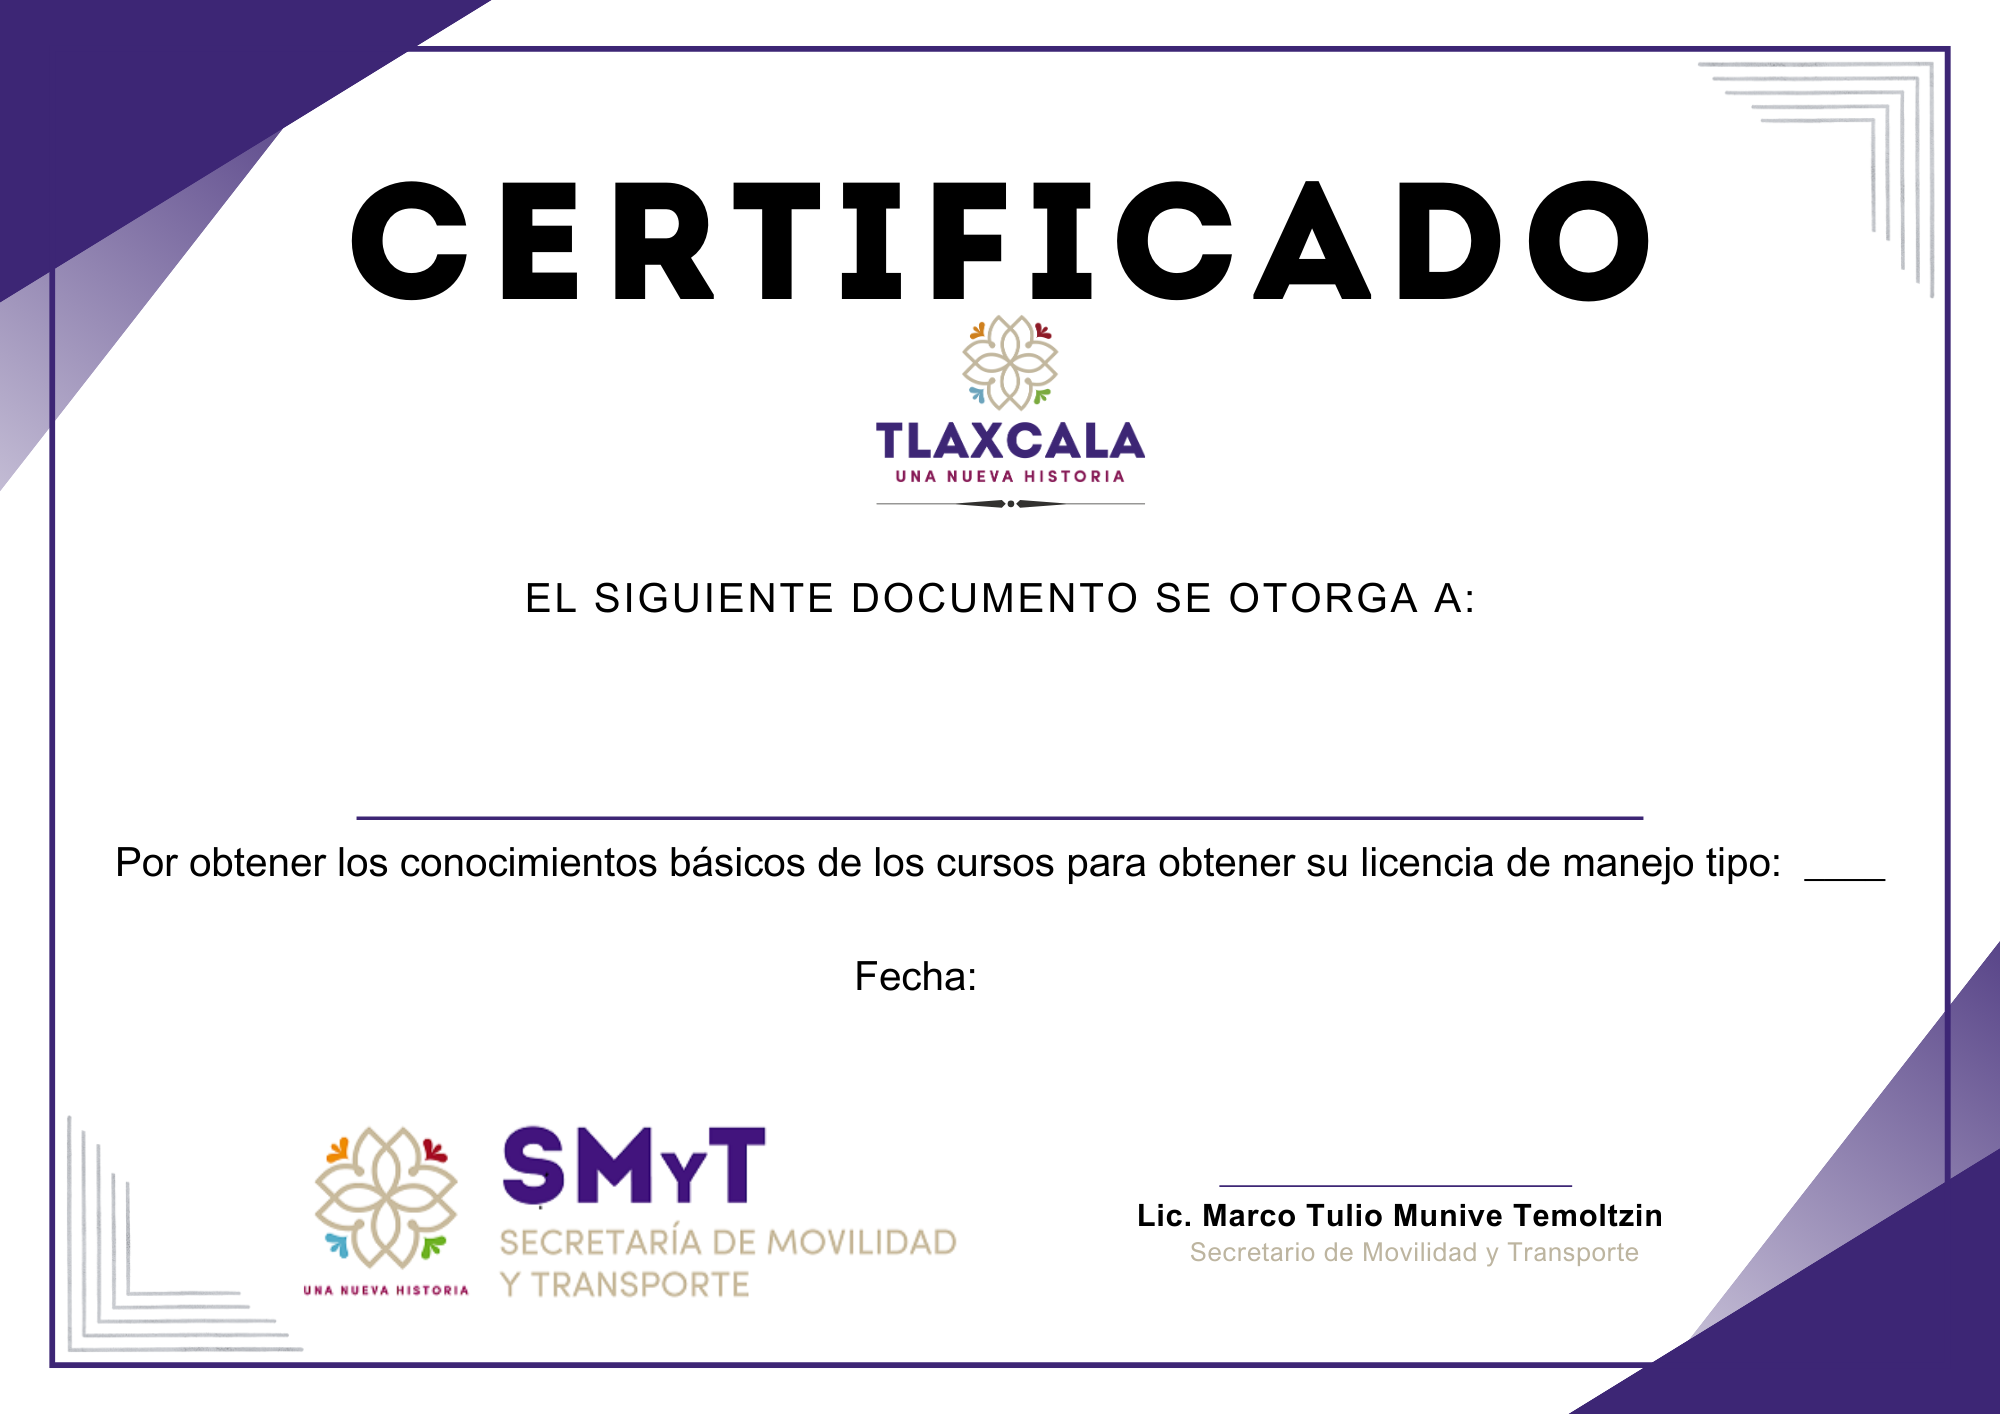 CERTIFICADO
TLAXCALA
UNA NUEVA HISTORIA
EL SIGUIENTE DOCUMENTO SE OTORGA A:
Por obtener los conocimientos básicos de los cursos para obtener su licencia de manejo tipo: ____
Fecha:
SMYT
SECRETARÍA DE MOVILIDAD
Y TRANSPORTE
UNA NUEVA HISTORIA
Lic. Marco Tulio Munive Temoltzin
Secretario de Movilidad y Transporte